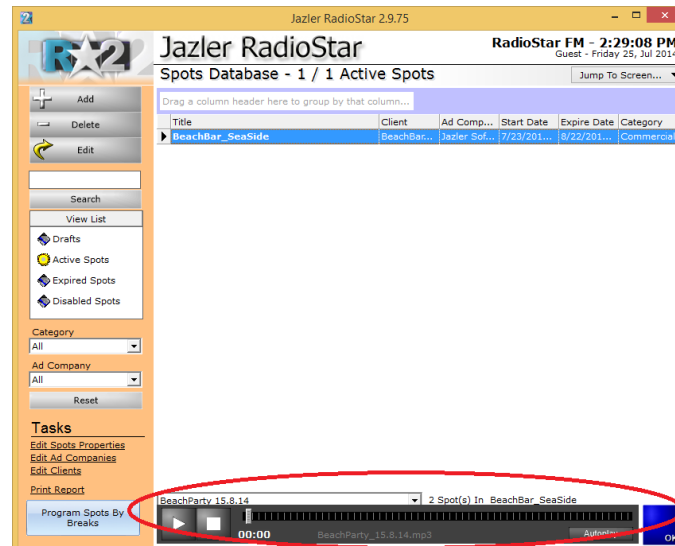 Jazler RadioStar 2.9.75
R 2
Jazler RadioStar
RadioStar FM - 2:29:08 PM
Guest - Friday 25, Jul 2014
Spots Database - 1 / 1 Active Spots
Jump To Screen...
Add
Delete
Edit
Search
View List
Drafts
Active Spots
Expired Spots
Disabled Spots
Category
All
Ad Company
All
Reset
Tasks
Edit Spots Properties
Edit Ad Companies
Edit Clients
Print Report
Program Spots By
Breaks
Drag a column header here to group by that column...
Title Client Ad Comp... Start Date Expire Date Category
BeachBar_SeaSide BeachBar... Jazler Sof... 7/23/201... 8/22/201... Commercial
BeachParty 15.8.14 2 Spot(s) In BeachBar_SeaSide
00:00 BeachParty_15.8.14.mp3 Autoplay
OK